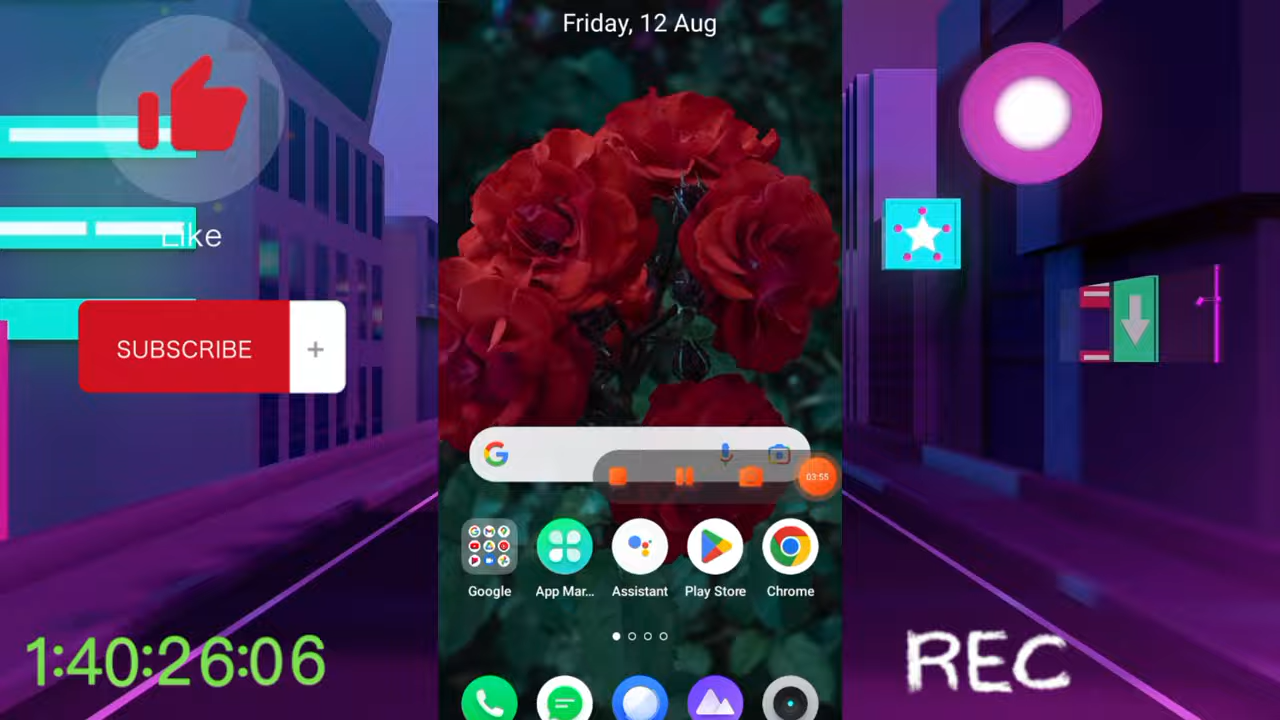 Friday, 12 Aug
Like
SUBSCRIBE +
03:55
Google
App Mar...
Assistant
Play Store
Chrome
1:40:26:06
REC